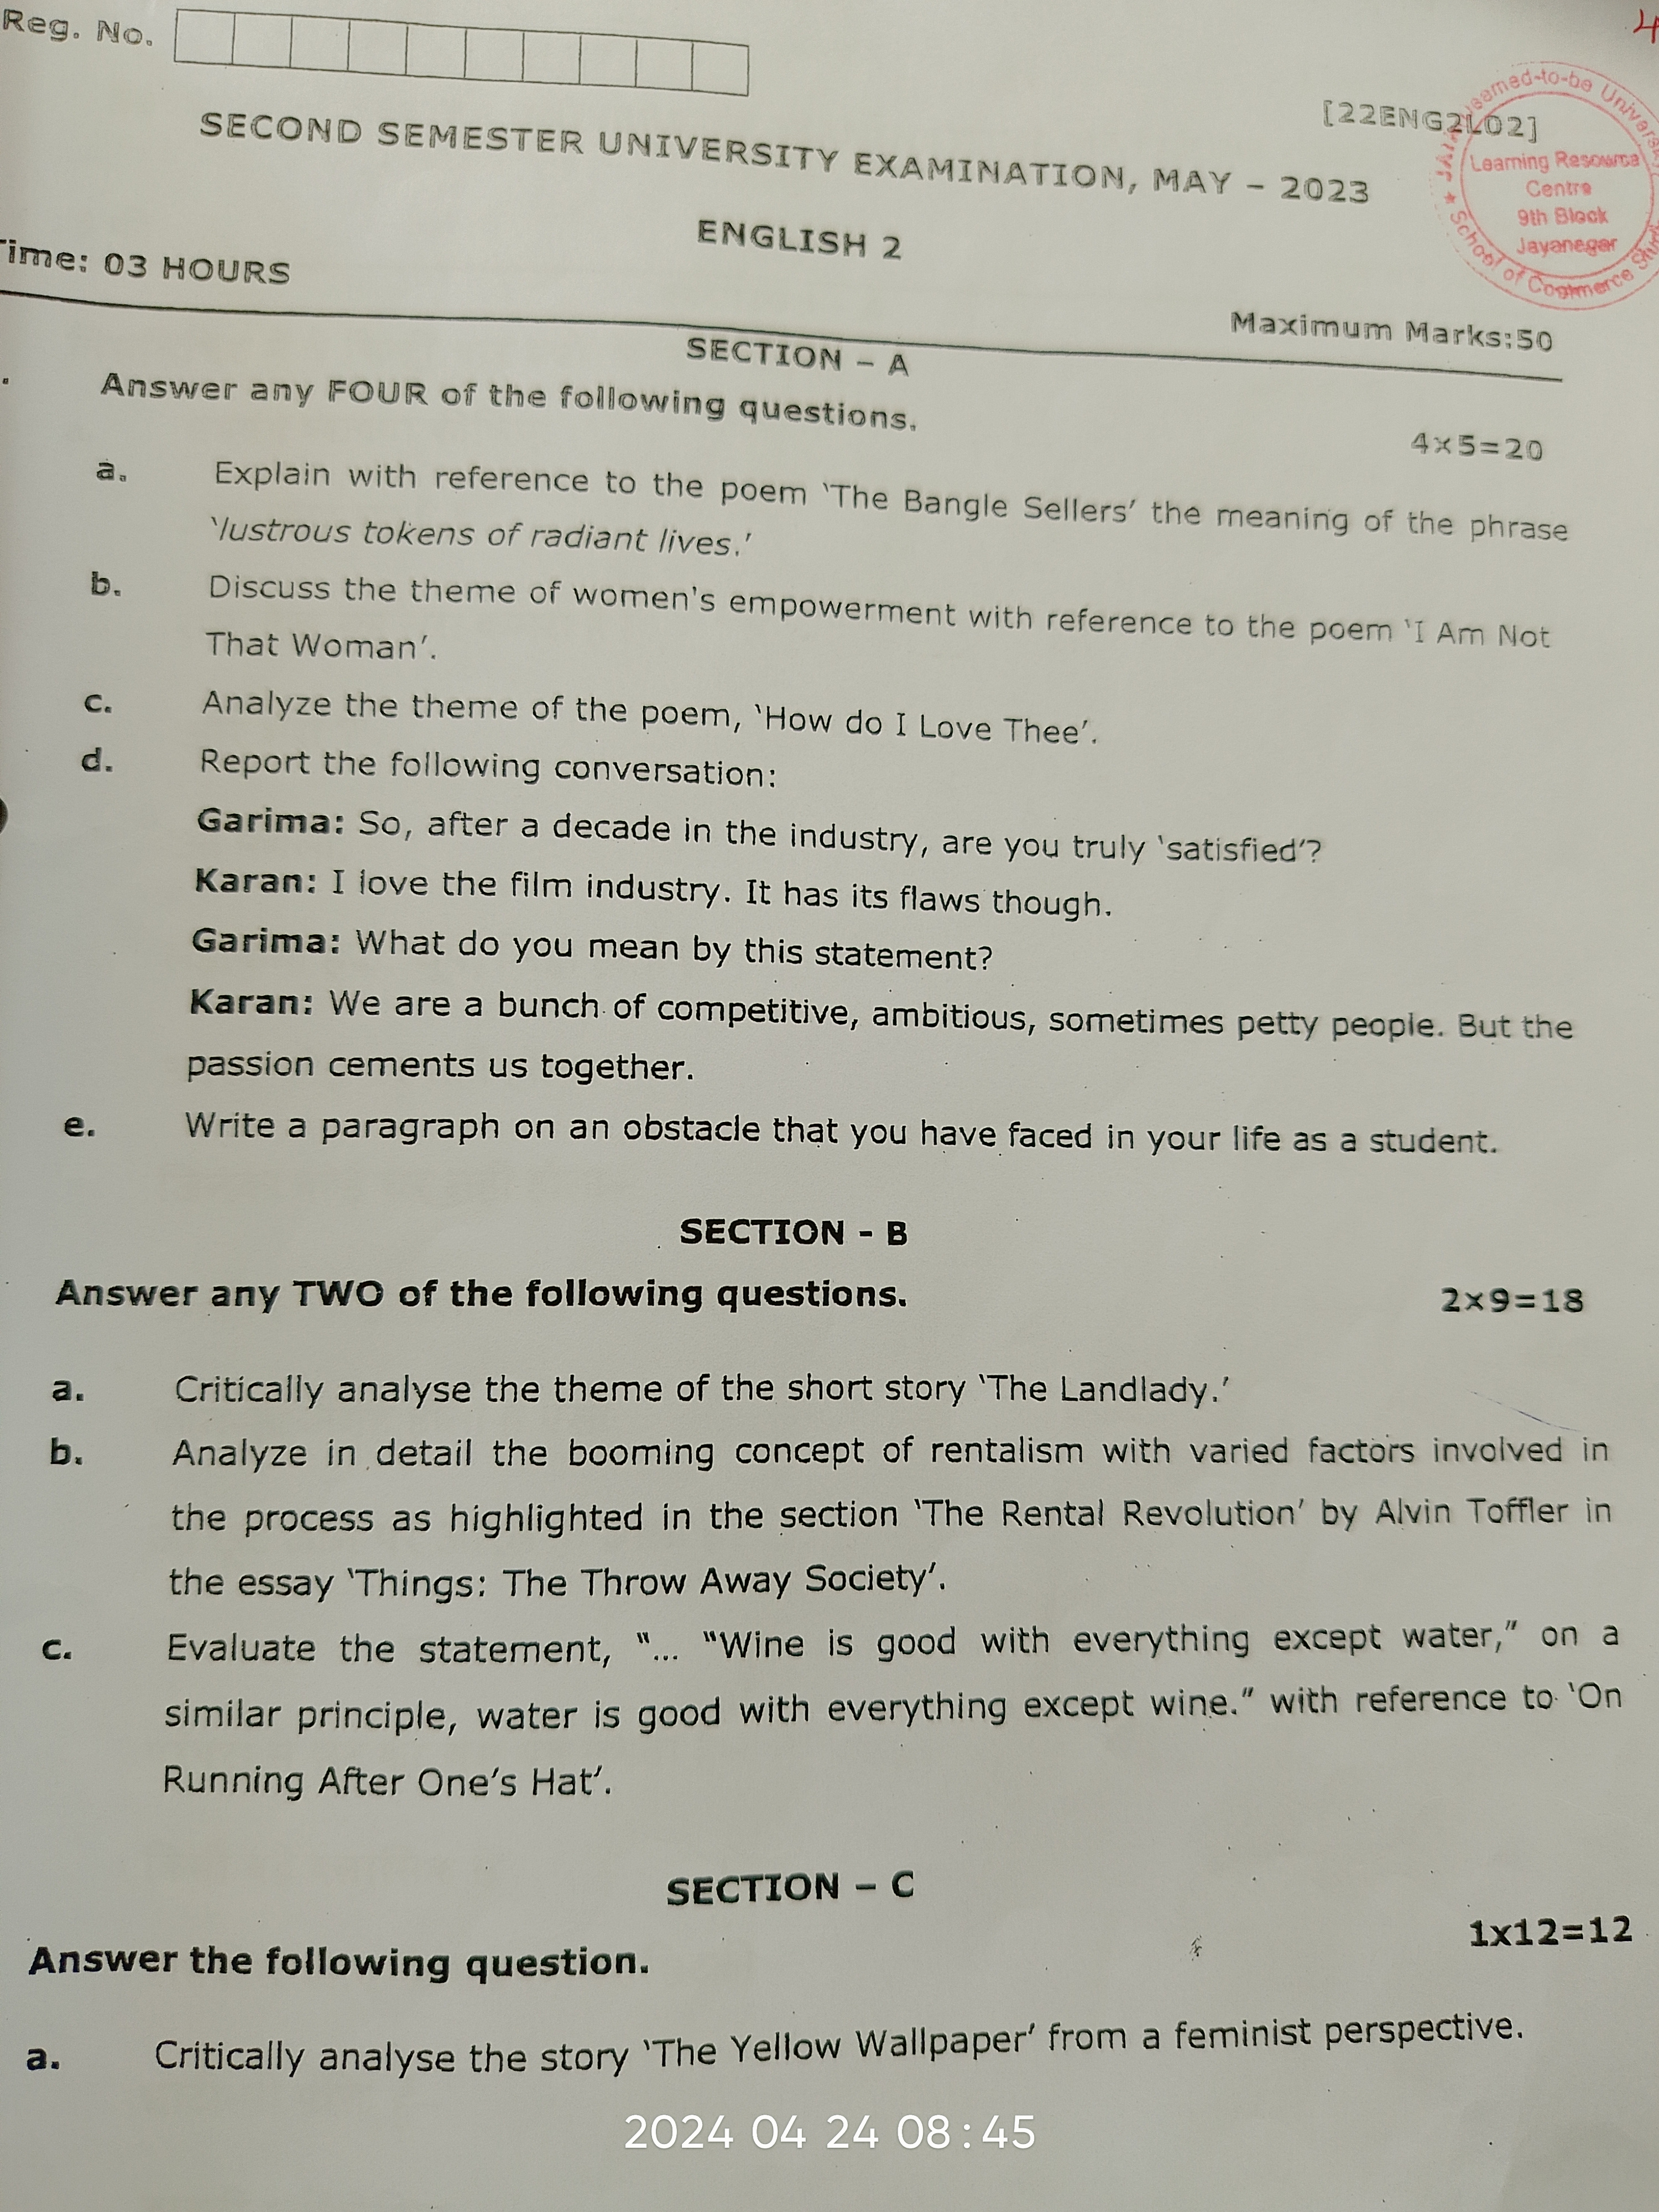 Reg. No.
4
[22ENG2L02]
SECOND SEMESTER UNIVERSITY EXAMINATION, MAY – 2023
Learning Resource
Centre
9th Block
Jayanagar
School of Commerce
ENGLISH 2
Time: 03 HOURS
Maximum Marks:50
SECTION – A
Answer any FOUR of the following questions.
4×5=20
a. Explain with reference to the poem ‘The Bangle Sellers’ the meaning of the phrase
‘lustrous tokens of radiant lives.’
b. Discuss the theme of women's empowerment with reference to the poem ‘I Am Not
That Woman’.
c. Analyze the theme of the poem, ‘How do I Love Thee’.
d. Report the following conversation:
Garima: So, after a decade in the industry, are you truly ‘satisfied’?
Karan: I love the film industry. It has its flaws though.
Garima: What do you mean by this statement?
Karan: We are a bunch of competitive, ambitious, sometimes petty people. But the
passion cements us together.
e. Write a paragraph on an obstacle that you have faced in your life as a student.
SECTION - B
Answer any TWO of the following questions.
2×9=18
a. Critically analyse the theme of the short story ‘The Landlady.’
b. Analyze in detail the booming concept of rentalism with varied factors involved in
the process as highlighted in the section ‘The Rental Revolution’ by Alvin Toffler in
the essay ‘Things: The Throw Away Society’.
c. Evaluate the statement, “... “Wine is good with everything except water,” on a
similar principle, water is good with everything except wine.” with reference to ‘On
Running After One’s Hat’.
SECTION – C
1x12=12
Answer the following question.
a. Critically analyse the story ‘The Yellow Wallpaper’ from a feminist perspective.
2024 04 24 08:45